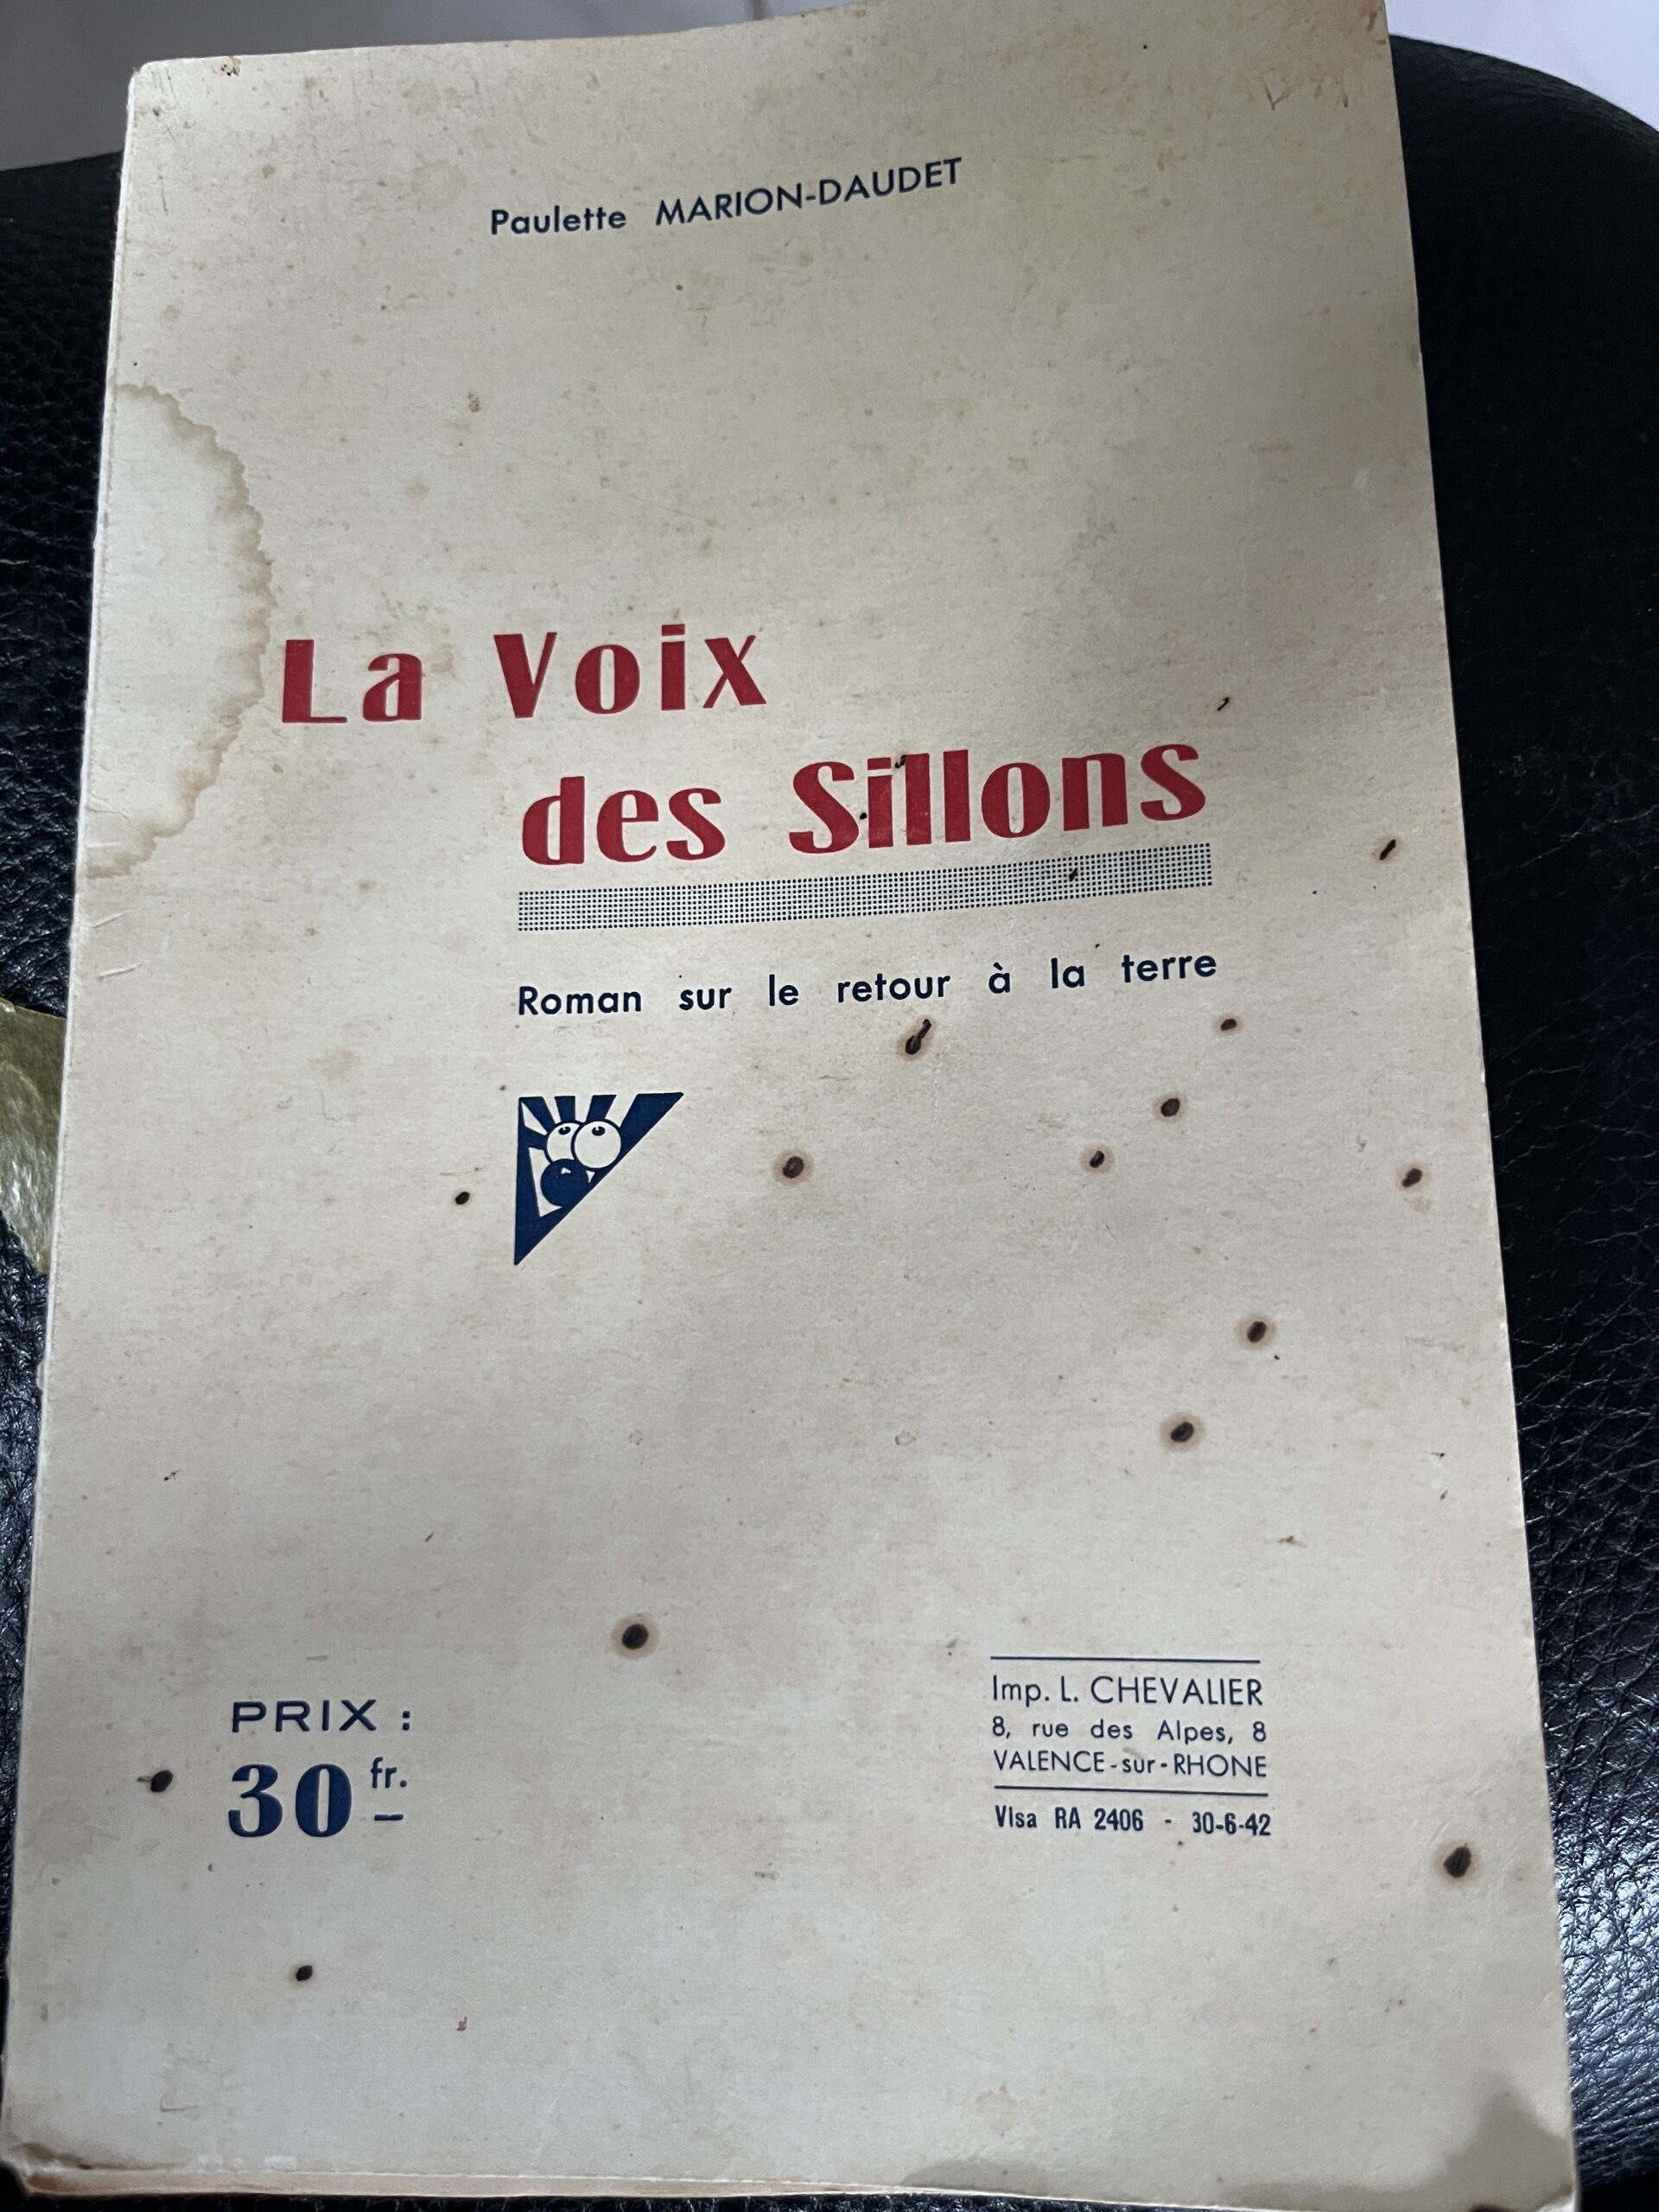 Paulette MARION-DAUDET
La Voix
des Sillons
Roman sur le retour à la terre
PRIX :
30 fr.
Imp. L. CHEVALIER
8, rue des Alpes, 8
VALENCE-sur-RHONE
Visa RA 2406 - 30-6-42